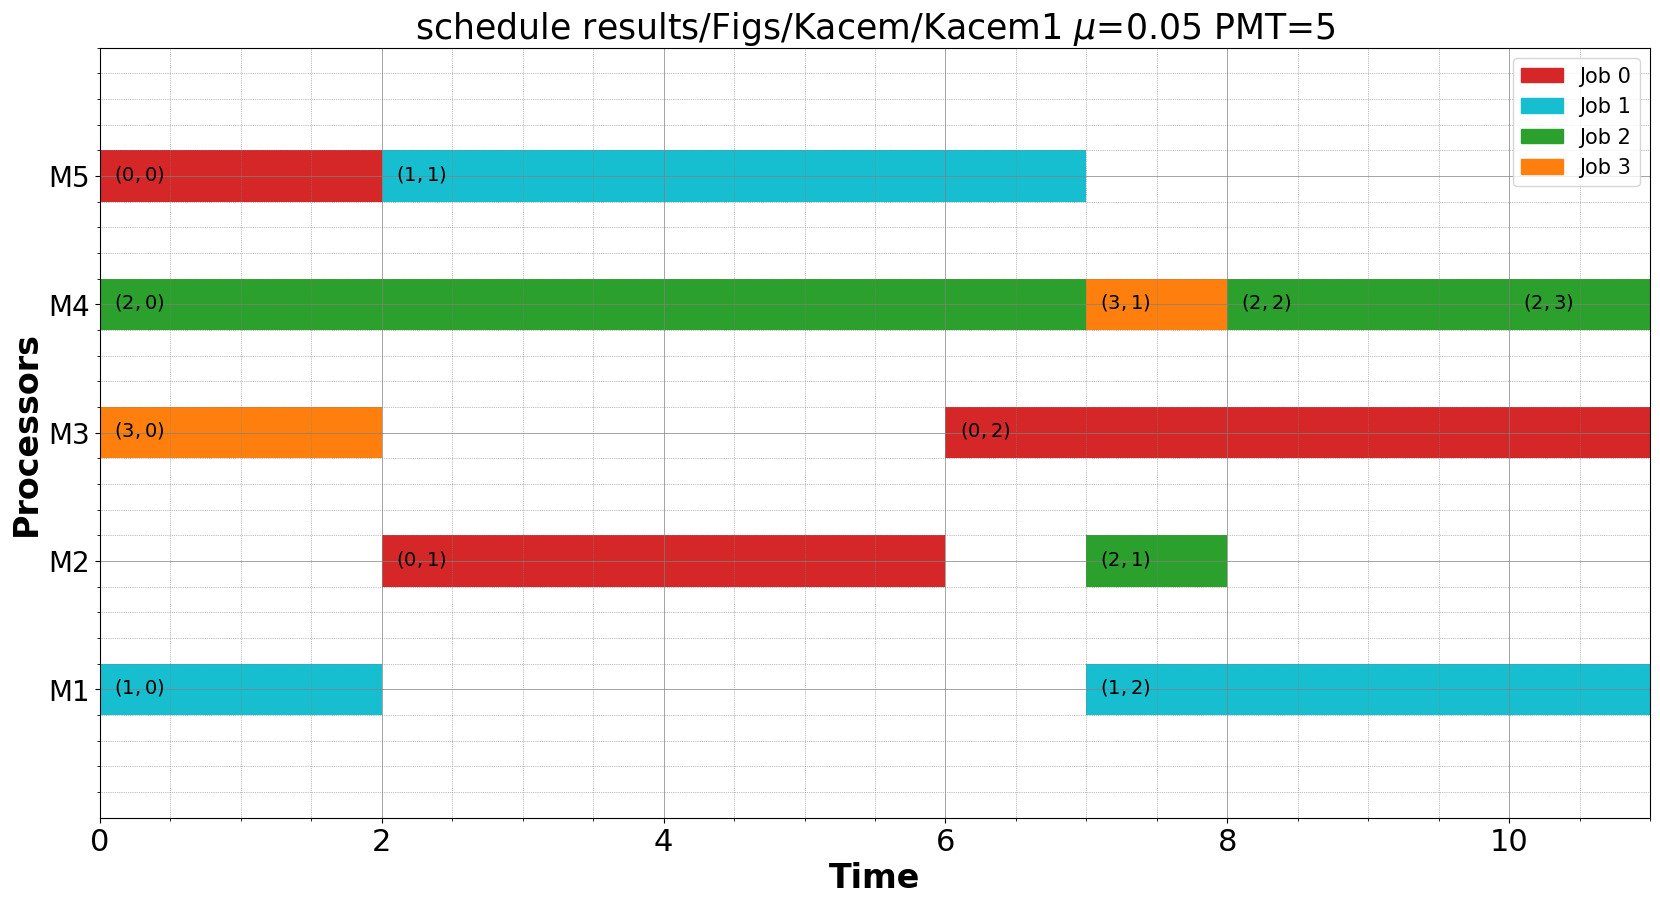 schedule results/Figs/Kacem/Kacem1 μ=0.05 PMT=5
Job 0
Job 1
Job 2
Job 3
M5
(0, 0)
(1, 1)
M4
(2, 0)
(3, 1)
(2, 2)
(2, 3)
M3
(3, 0)
(0, 2)
M2
(0, 1)
(2, 1)
M1
(1, 0)
(1, 2)
Processors
0 2 4 6 8 10
Time